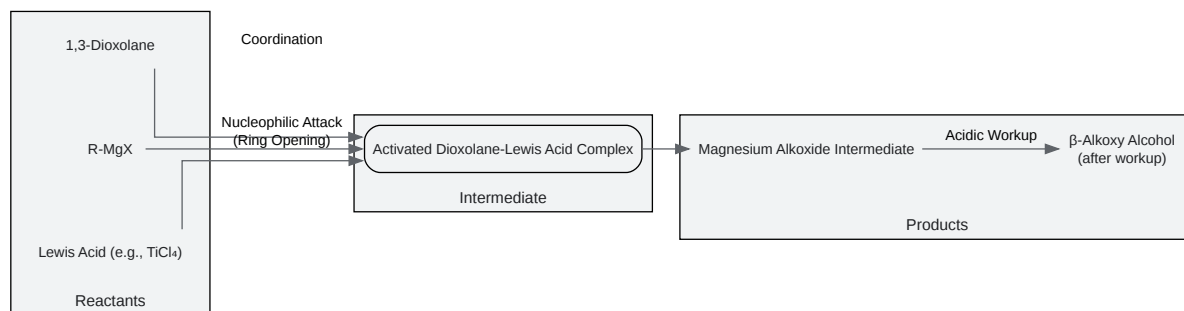 1,3-Dioxolane
Coordination
Nucleophilic Attack
(Ring Opening)
R-MgX
Activated Dioxolane-Lewis Acid Complex
Magnesium Alkoxide Intermediate
Acidic Workup
β-Alkoxy Alcohol
(after workup)
Intermediate
Products
Lewis Acid (e.g., TiCl₄)
Reactants